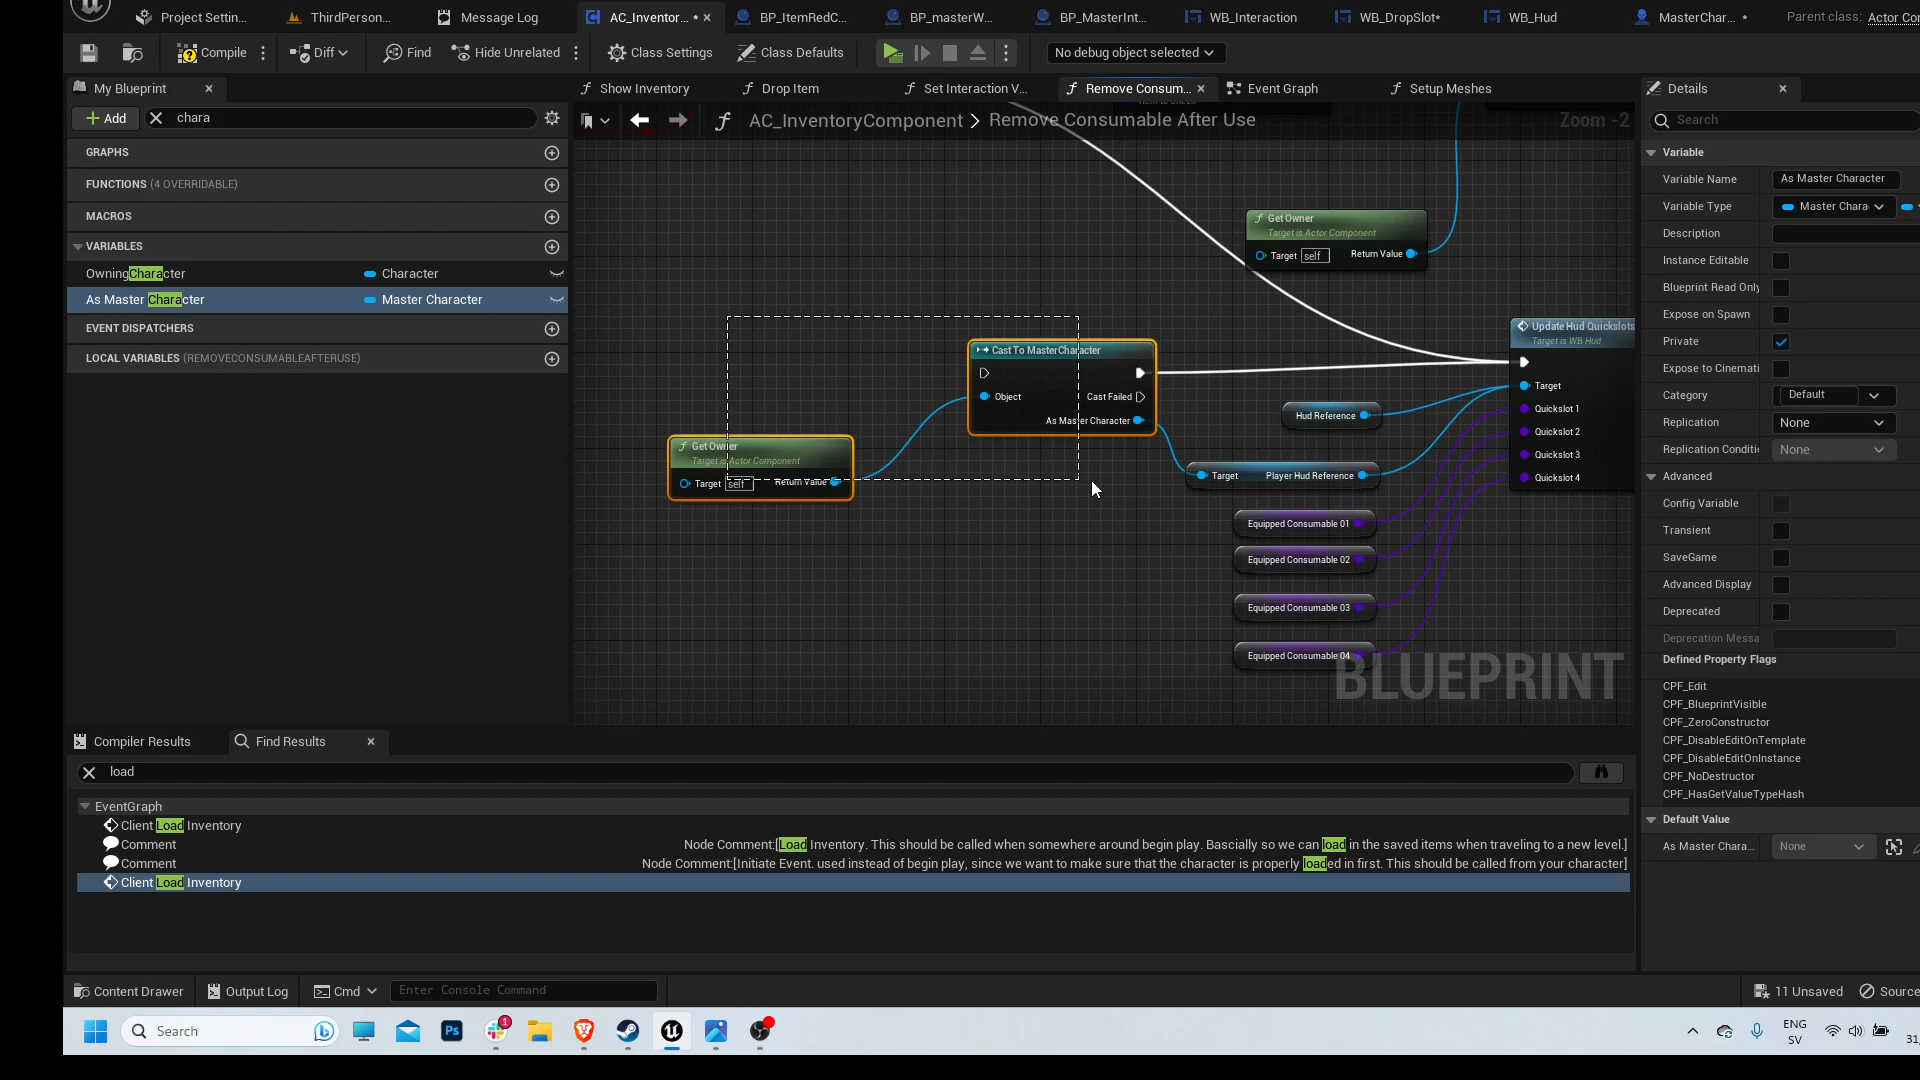 Project Settin...
ThirdPerson...
Message Log
AC_Inventor... *
BP_ItemRedC...
BP_masterW...
BP_MasterInt...
WB_Interaction
WB_DropSlot*
WB_Hud
MasterChar... *
Parent class:
Compile
Diff
Find
Hide Unrelated
Class Settings
Class Defaults
No debug object selected
My Blueprint
Show Inventory
Drop Item
Set Interaction V...
Remove Consum...
Event Graph
Setup Meshes
Details
Add
chara
AC_InventoryComponent > Remove Consumable After Use
Zoom -2
Search
GRAPHS
FUNCTIONS (4 OVERRIDABLE)
MACROS
VARIABLES
OwningCharacter
Character
As Master Character
Master Character
EVENT DISPATCHERS
LOCAL VARIABLES (REMOVECONSUMABLEAFTERUSE)
Get Owner
Target is Actor Component
Target self
Return Value
Cast To MasterCharacter
Object
Cast Failed
As Master Character
Get Owner
Target is Actor Component
Target self
Return Value
Update Hud Quickslots
Target is WB Hud
Target
Quickslot 1
Quickslot 2
Quickslot 3
Quickslot 4
Hud Reference
Target
Player Hud Reference
Equipped Consumable 01
Equipped Consumable 02
Equipped Consumable 03
Equipped Consumable 04
BLUEPRINT
Variable
Variable Name
As Master Character
Variable Type
Master Chara
Description
Instance Editable
Blueprint Read Only
Expose on Spawn
Private
Expose to Cinemati
Category
Default
Replication
None
Replication Conditi
None
Advanced
Config Variable
Transient
SaveGame
Advanced Display
Deprecated
Deprecation Messa
Defined Property Flags
CPF_Edit
CPF_BlueprintVisible
CPF_ZeroConstructor
CPF_DisableEditOnTemplate
CPF_DisableEditOnInstance
CPF_NoDestructor
CPF_HasGetValueTypeHash
Default Value
As Master Chara...
None
Compiler Results
Find Results
load
EventGraph
Client Load Inventory
Comment
Node Comment:[Load Inventory. This should be called when somewhere around begin play. Bascially so we can load in the saved items when traveling to a new level.]
Comment
Node Comment:[Initiate Event. used instead of begin play, since we want to make sure that the character is properly loaded in first. This should be called from your character]
Client Load Inventory
Content Drawer
Output Log
Cmd
Enter Console Command
11 Unsaved
Source
Search
Ps
1
ENG
SV
31,